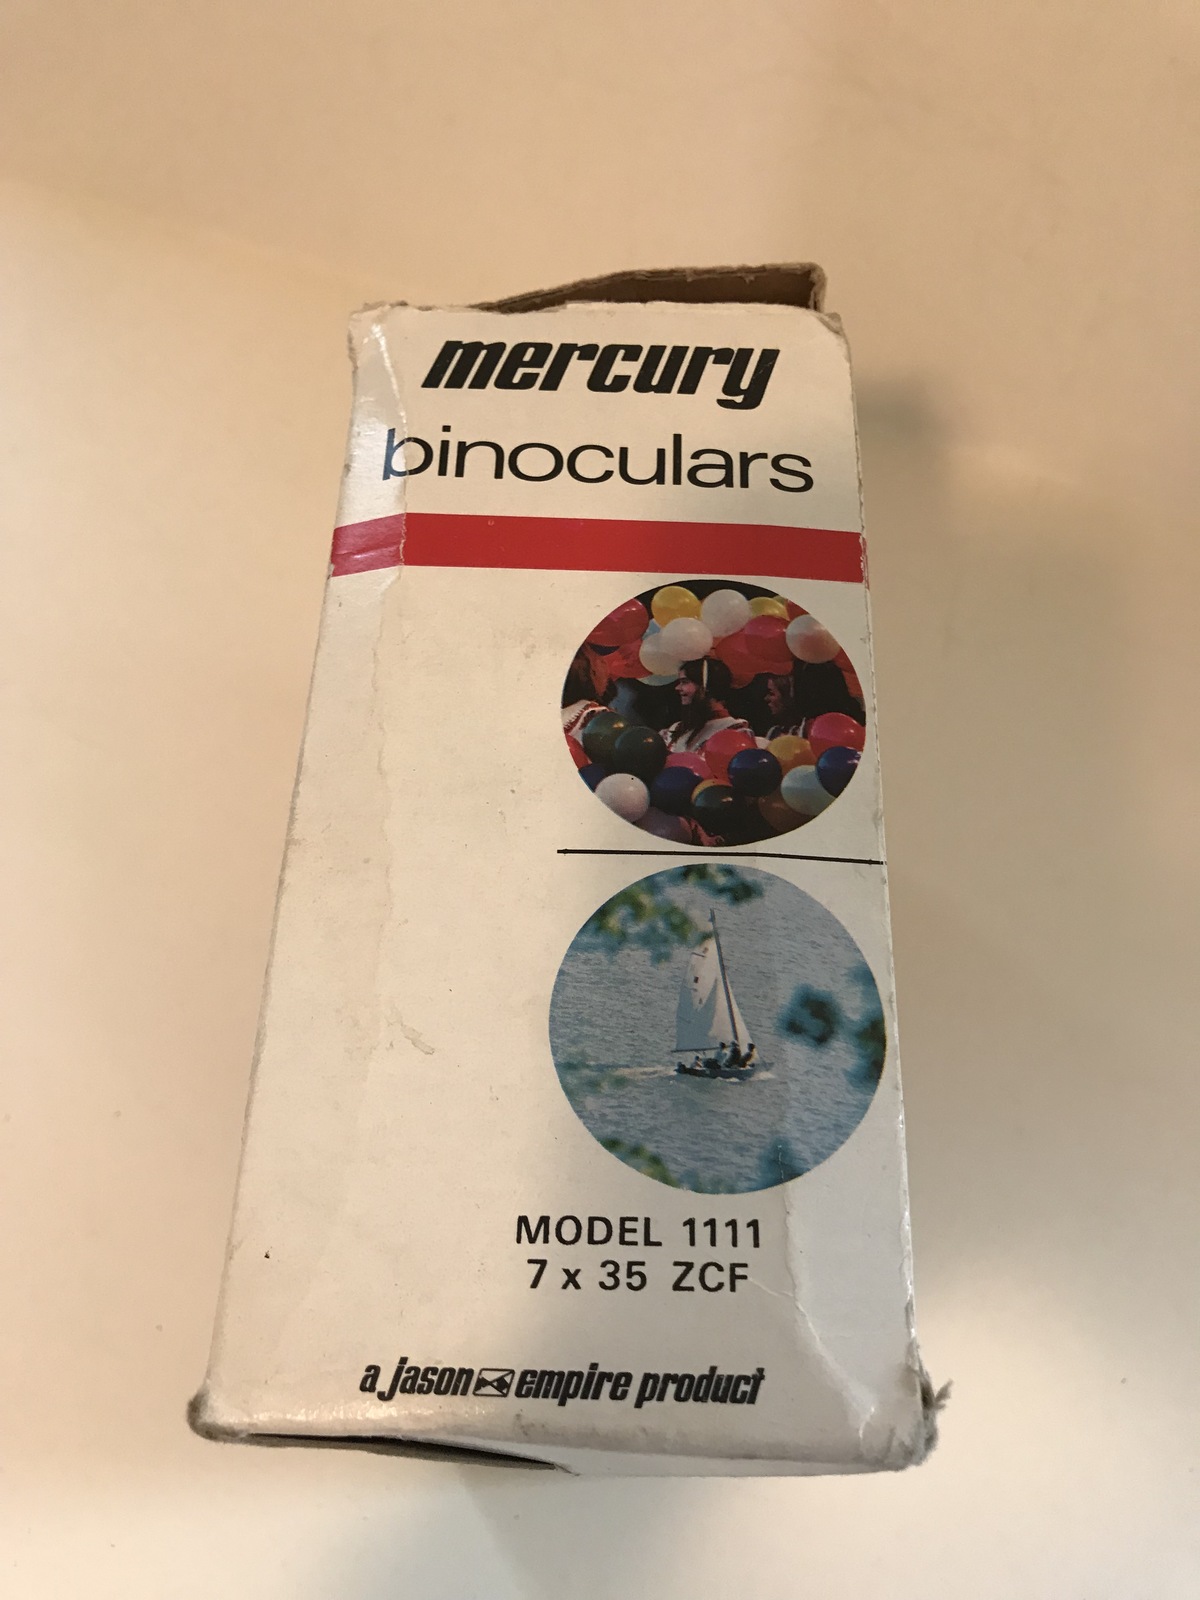 mercury
binoculars
MODEL 1111
7 x 35 ZCF
a jason empire product